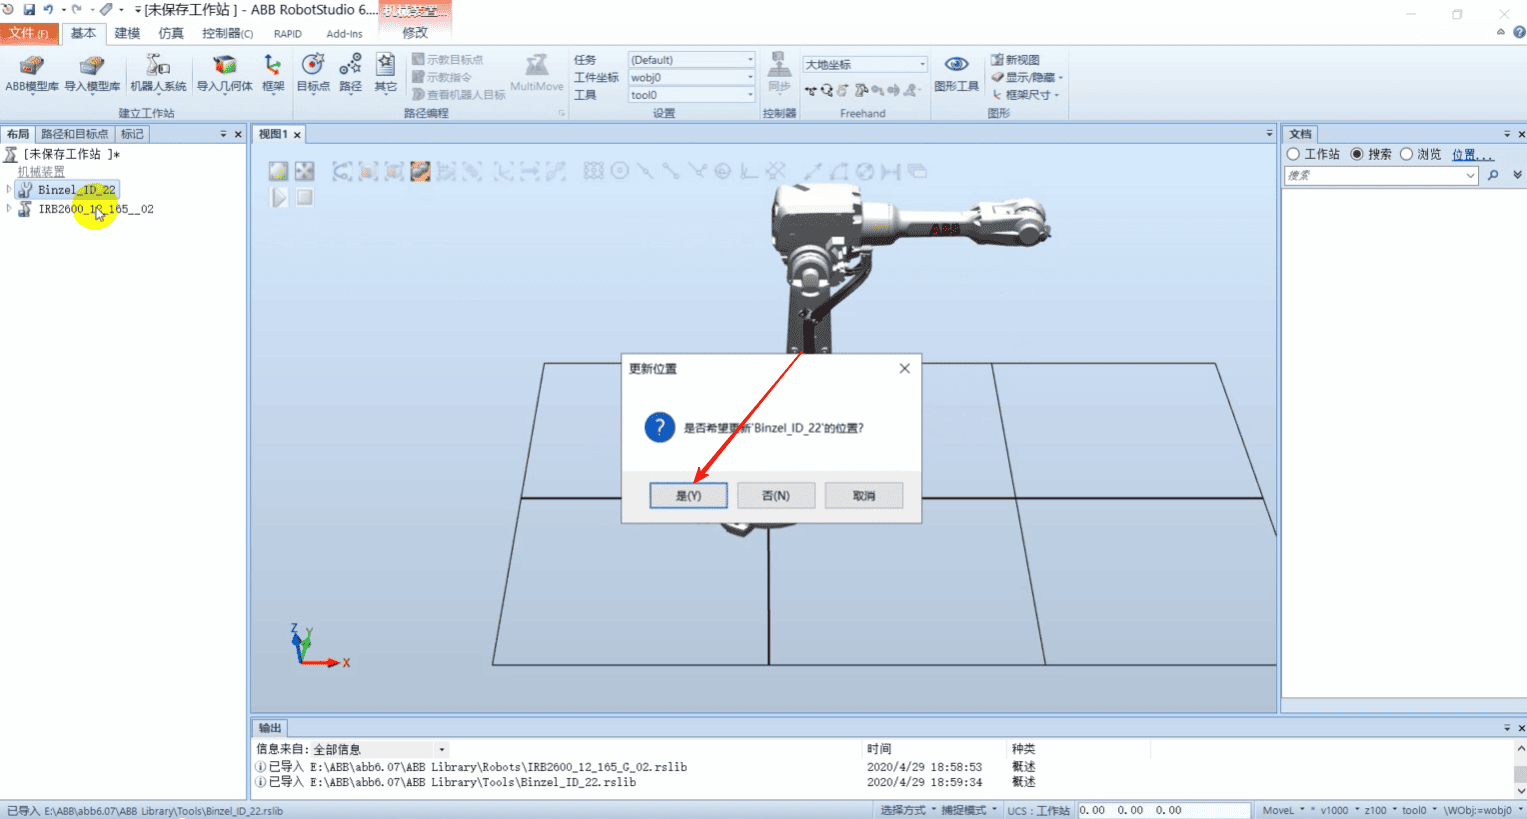 [未保存工作站 ] - ABB RobotStudio 6....
机械装置...
文件 (F) 基本 建模 仿真 控制器(C) RAPID Add-Ins 修改
ABB模型库 导入模型库 机器人系统 导入几何体 框架
建立工作站
目标点 路径 其它
示教目标点
示教指令
查看机器人目标
MultiMove
路径编程
任务 (Default)
工件坐标 wobj0
工具 tool0
设置
同步
控制器
大地坐标
Freehand
图形工具
新视图
显示/隐藏
框架尺寸
图形
布局 路径和目标点 标记
[未保存工作站 ]*
机械装置
Binzel_ID_22
IRB2600_12_165__02
视图1
ABB
更新位置
是否希望更新'Binzel_ID_22'的位置?
是(Y) 否(N) 取消
Z Y X
文档
工作站 搜索 浏览 位置...
搜索
输出
信息来自: 全部信息 时间 种类
已导入 E:\ABB\abb6.07\ABB Library\Robots\IRB2600_12_165_G_02.rslib 2020/4/29 18:58:53 概述
已导入 E:\ABB\abb6.07\ABB Library\Tools\Binzel_ID_22.rslib 2020/4/29 18:59:34 概述
已导入 E:\ABB\abb6.07\ABB Library\Tools\Binzel_ID_22.rslib 选择方式 捕捉模式 UCS : 工作站 0.00 0.00 0.00 MoveL * v1000 z100 tool0 \WObj:=wobj0